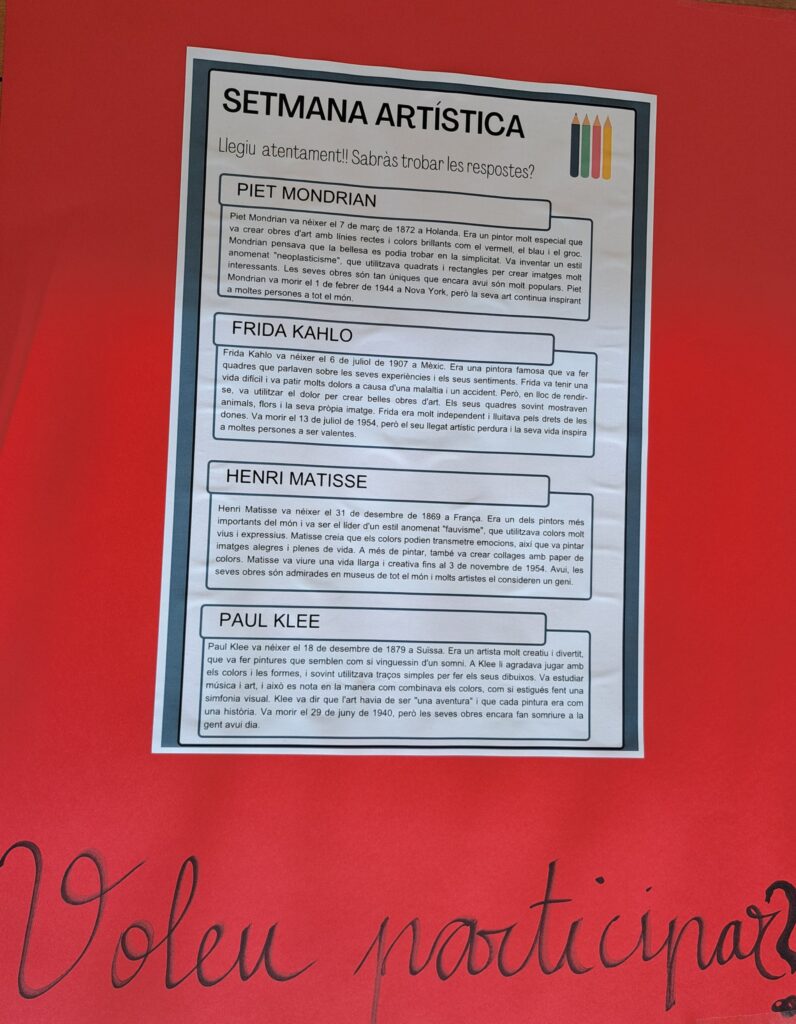 SETMANA ARTÍSTICA
Llegiu atentament!! Sabràs trobar les respostes?
PIET MONDRIAN
Piet Mondrian va néixer el 7 de març de 1872 a Holanda. Era un pintor molt especial que
va crear obres d'art amb línies rectes i colors brillants com el vermell, el blau i el groc.
Mondrian pensava que la bellesa es podia trobar en la simplicitat. Va inventar un estil
anomenat "neoplasticisme", que utilitzava quadrats i rectangles per crear imatges molt
interessants. Les seves obres són tan úniques que encara avui són molt populars. Piet
Mondrian va morir el 1 de febrer de 1944 a Nova York, però la seva art continua inspirant
a moltes persones a tot el món.
FRIDA KAHLO
Frida Kahlo va néixer el 6 de juliol de 1907 a Mèxic. Era una pintora famosa que va fer
quadres que parlaven sobre les seves experiències i els seus sentiments. Frida va tenir una
vida difícil i va patir molts dolors a causa d'una malaltia i un accident. Però, en lloc de rendir-
se, va utilitzar el dolor per crear belles obres d'art. Els seus quadres sovint mostraven
animals, flors i la seva pròpia imatge. Frida era molt independent i lluitava pels drets de les
dones. Va morir el 13 de juliol de 1954, però el seu llegat artístic perdura i la seva vida inspira
a moltes persones a ser valentes.
HENRI MATISSE
Henri Matisse va néixer el 31 de desembre de 1869 a França. Era un dels pintors més
importants del món i va ser el líder d'un estil anomenat "fauvisme", que utilitzava colors molt
vius i expressius. Matisse creia que els colors podien transmetre emocions, així que va pintar
imatges alegres i plenes de vida. A més de pintar, també va crear collages amb paper de
colors. Matisse va viure una vida llarga i creativa fins al 3 de novembre de 1954. Avui, les
seves obres són admirades en museus de tot el món i molts artistes el consideren un geni.
PAUL KLEE
Paul Klee va néixer el 18 de desembre de 1879 a Suïssa. Era un artista molt creatiu i divertit,
que va fer pintures que semblen com si vinguessin d'un somni. A Klee li agradava jugar amb
els colors i les formes, i sovint utilitzava traços simples per fer els seus dibuixos. Va estudiar
música i art, i això es nota en la manera com combinava els colors, com si estigués fent una
simfonia visual. Klee va dir que l'art havia de ser "una aventura" i que cada pintura era com
una història. Va morir el 29 de juny de 1940, però les seves obres encara fan somriure a la
gent avui dia.
Voleu participar?